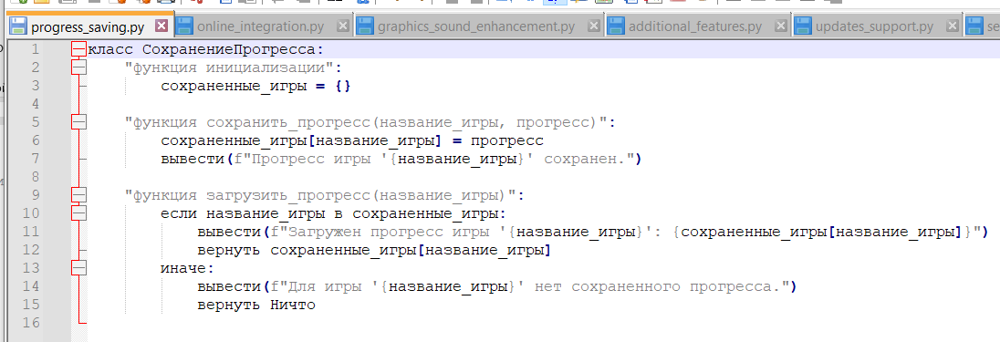 progress_saving.py online_integration.py graphics_sound_enhancement.py additional_features.py updates_support.py se
1 класс СохранениеПрогресса:
2 "функция инициализации":
3 сохраненные_игры = {}
4
5 "функция сохранить_прогресс(название_игры, прогресс)":
6 сохраненные_игры[название_игры] = прогресс
7 вывести(f"Прогресс игры '{название_игры}' сохранен.")
8
9 "функция загрузить_прогресс(название_игры)":
10 если название_игры в сохраненные_игры:
11 вывести(f"Загружен прогресс игры '{название_игры}': {сохраненные_игры[название_игры]}")
12 вернуть сохраненные_игры[название_игры]
13 иначе:
14 вывести(f"Для игры '{название_игры}' нет сохраненного прогресса.")
15 вернуть Ничто
16